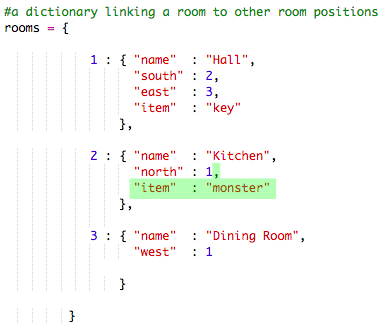 #a dictionary linking a room to other room positions
rooms = {
1 : { "name" : "Hall",
"south" : 2,
"east" : 3,
"item" : "key"
},
2 : { "name" : "Kitchen",
"north" : 1,
"item" : "monster"
},
3 : { "name" : "Dining Room",
"west" : 1
}
}